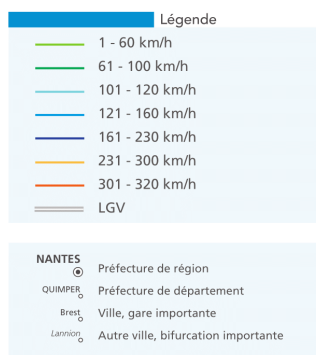 Légende
1 - 60 km/h
61 - 100 km/h
101 - 120 km/h
121 - 160 km/h
161 - 230 km/h
231 - 300 km/h
301 - 320 km/h
LGV
NANTES Préfecture de région
QUIMPER Préfecture de département
Brest Ville, gare importante
Lannion Autre ville, bifurcation importante